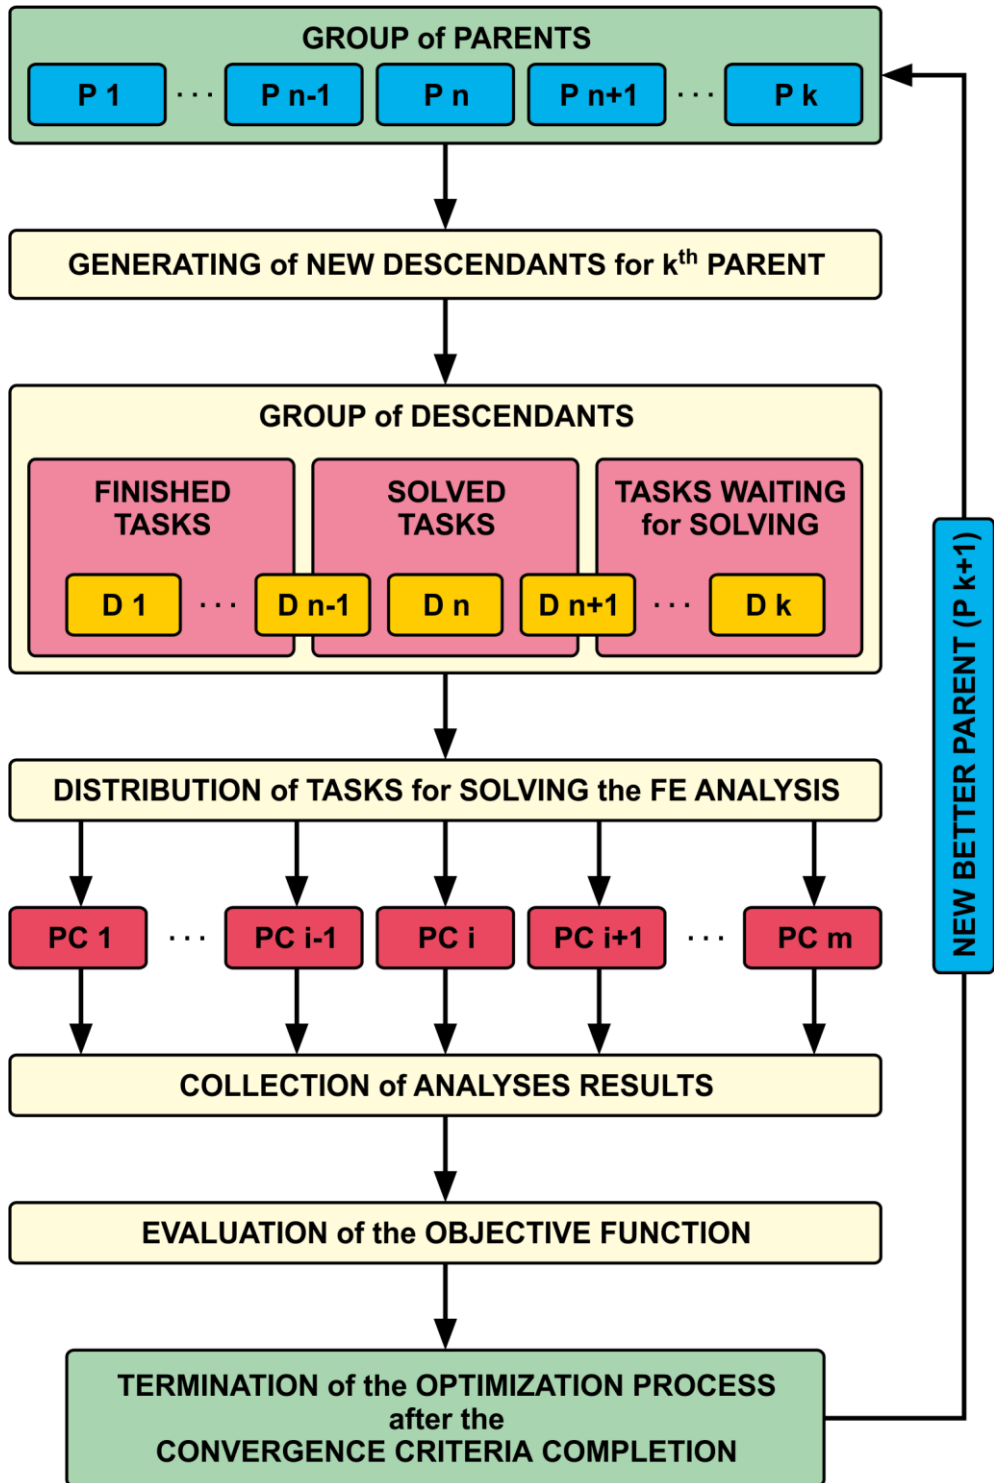 GROUP of PARENTS
P 1 ... P n-1 P n P n+1 ... P k
GENERATING of NEW DESCENDANTS for kth PARENT
GROUP of DESCENDANTS
FINISHED
TASKS
SOLVED
TASKS
TASKS WAITING
for SOLVING
D 1 ... D n-1 D n D n+1 ... D k
DISTRIBUTION of TASKS for SOLVING the FE ANALYSIS
PC 1 ... PC i-1 PC i PC i+1 ... PC m
COLLECTION of ANALYSES RESULTS
EVALUATION of the OBJECTIVE FUNCTION
TERMINATION of the OPTIMIZATION PROCESS
after the
CONVERGENCE CRITERIA COMPLETION
NEW BETTER PARENT (P k+1)